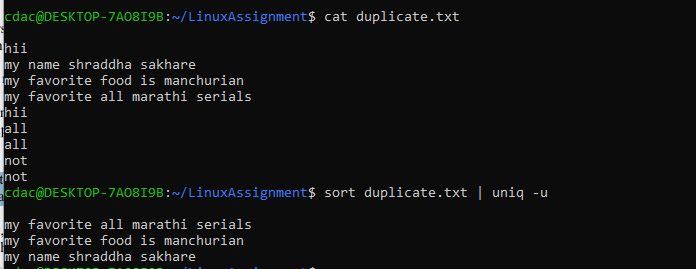 cdac@DESKTOP-7AO8I9B:~/LinuxAssignment$ cat duplicate.txt
hii
my name shraddha sakhare
my favorite food is manchurian
my favorite all marathi serials
hii
all
all
not
not
cdac@DESKTOP-7AO8I9B:~/LinuxAssignment$ sort duplicate.txt | uniq -u
my favorite all marathi serials
my favorite food is manchurian
my name shraddha sakhare